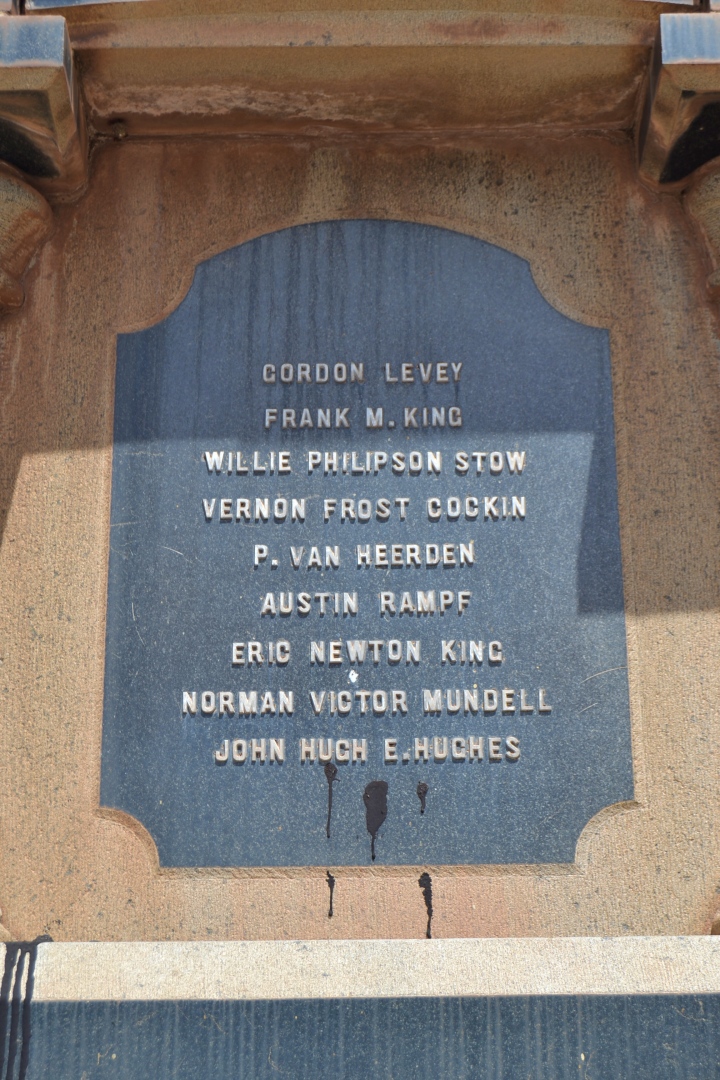 GORDON LEVEY
FRANK M. KING
WILLIE PHILIPSON STOW
VERNON FROST COCKIN
P. VAN HEERDEN
AUSTIN RAMPF
ERIC NEWTON KING
NORMAN VICTOR MUNDELL
JOHN HUGH E. HUGHES